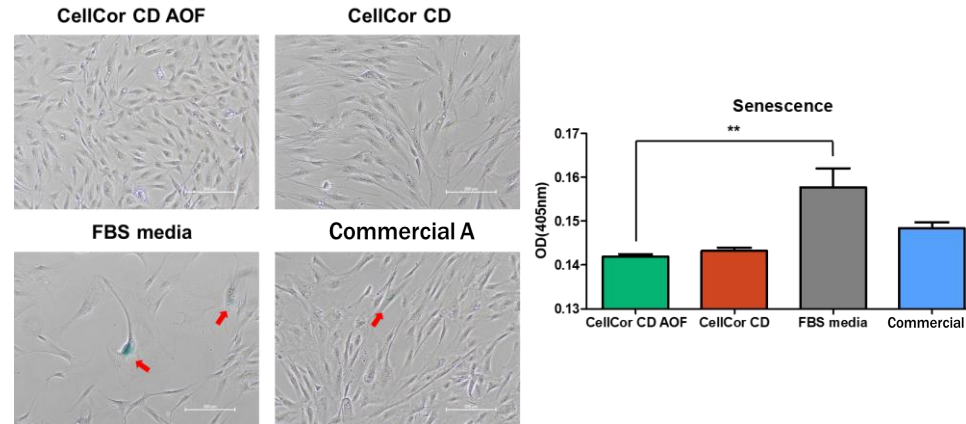 CellCor CD AOF
CellCor CD
FBS media
Commercial A
Senescence
**
0.17
0.16
0.15
0.14
0.13
OD(405nm)
CellCor CD AOF
CellCor CD
FBS media
Commercial